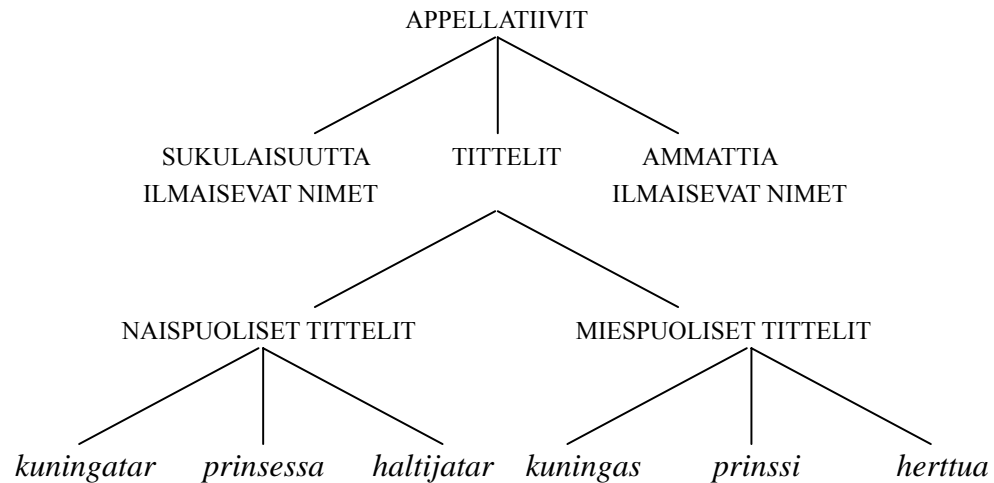 APPELLATIIVIT
SUKULAISUUTTA TITTELIT AMMATTIA
ILMAISEVAT NIMET ILMAISEVAT NIMET
NAISPUOLISET TITTELIT MIESPUOLISET TITTELIT
kuningatar prinsessa haltijatar kuningas prinssi herttua